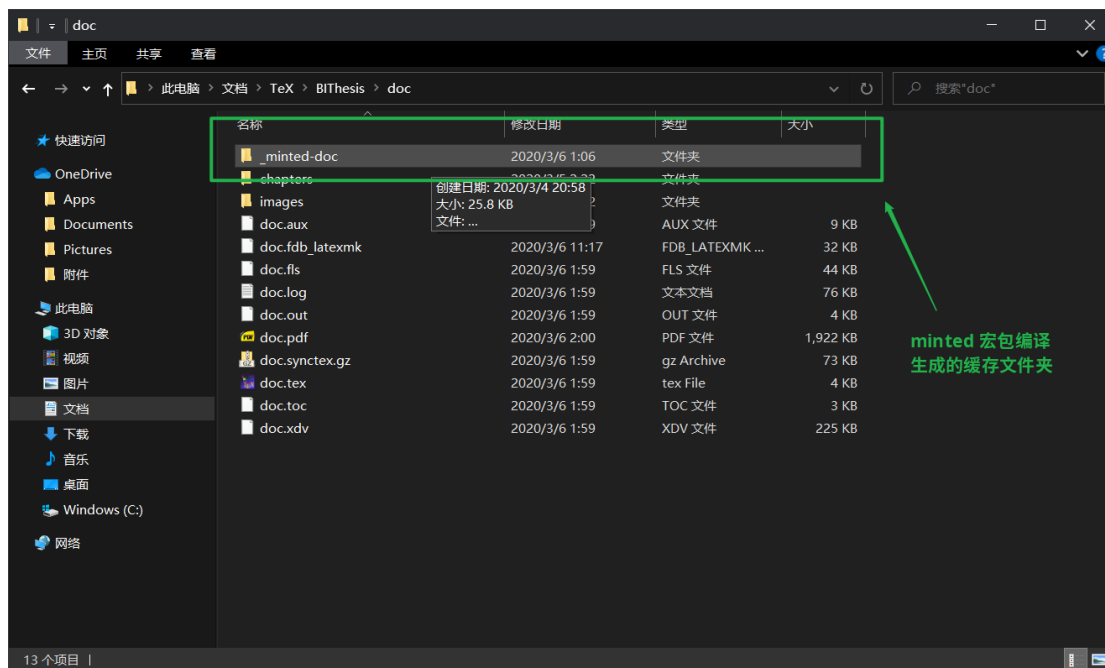 doc
文件 主页 共享 查看
此电脑 文档 TeX BIThesis doc
搜索"doc"
名称 修改日期 类型 大小
快速访问
OneDrive
Apps
Documents
Pictures
附件
此电脑
3D 对象
视频
图片
文档
下载
音乐
桌面
Windows (C:)
网络
_minted-doc 2020/3/6 1:06 文件夹
chapters 文件夹
images 文件夹
doc.aux AUX 文件 9 KB
doc.fdb_latexmk 2020/3/6 11:17 FDB_LATEXMK ... 32 KB
doc.fls 2020/3/6 1:59 FLS 文件 44 KB
doc.log 2020/3/6 1:59 文本文档 76 KB
doc.out 2020/3/6 1:59 OUT 文件 4 KB
doc.pdf 2020/3/6 2:00 PDF 文件 1,922 KB
doc.synctex.gz 2020/3/6 1:59 gz Archive 73 KB
doc.tex 2020/3/6 1:59 tex File 4 KB
doc.toc 2020/3/6 1:59 TOC 文件 3 KB
doc.xdv 2020/3/6 1:59 XDV 文件 225 KB
创建日期: 2020/3/4 20:58
大小: 25.8 KB
文件: ...
minted 宏包编译
生成的缓存文件夹
13 个项目